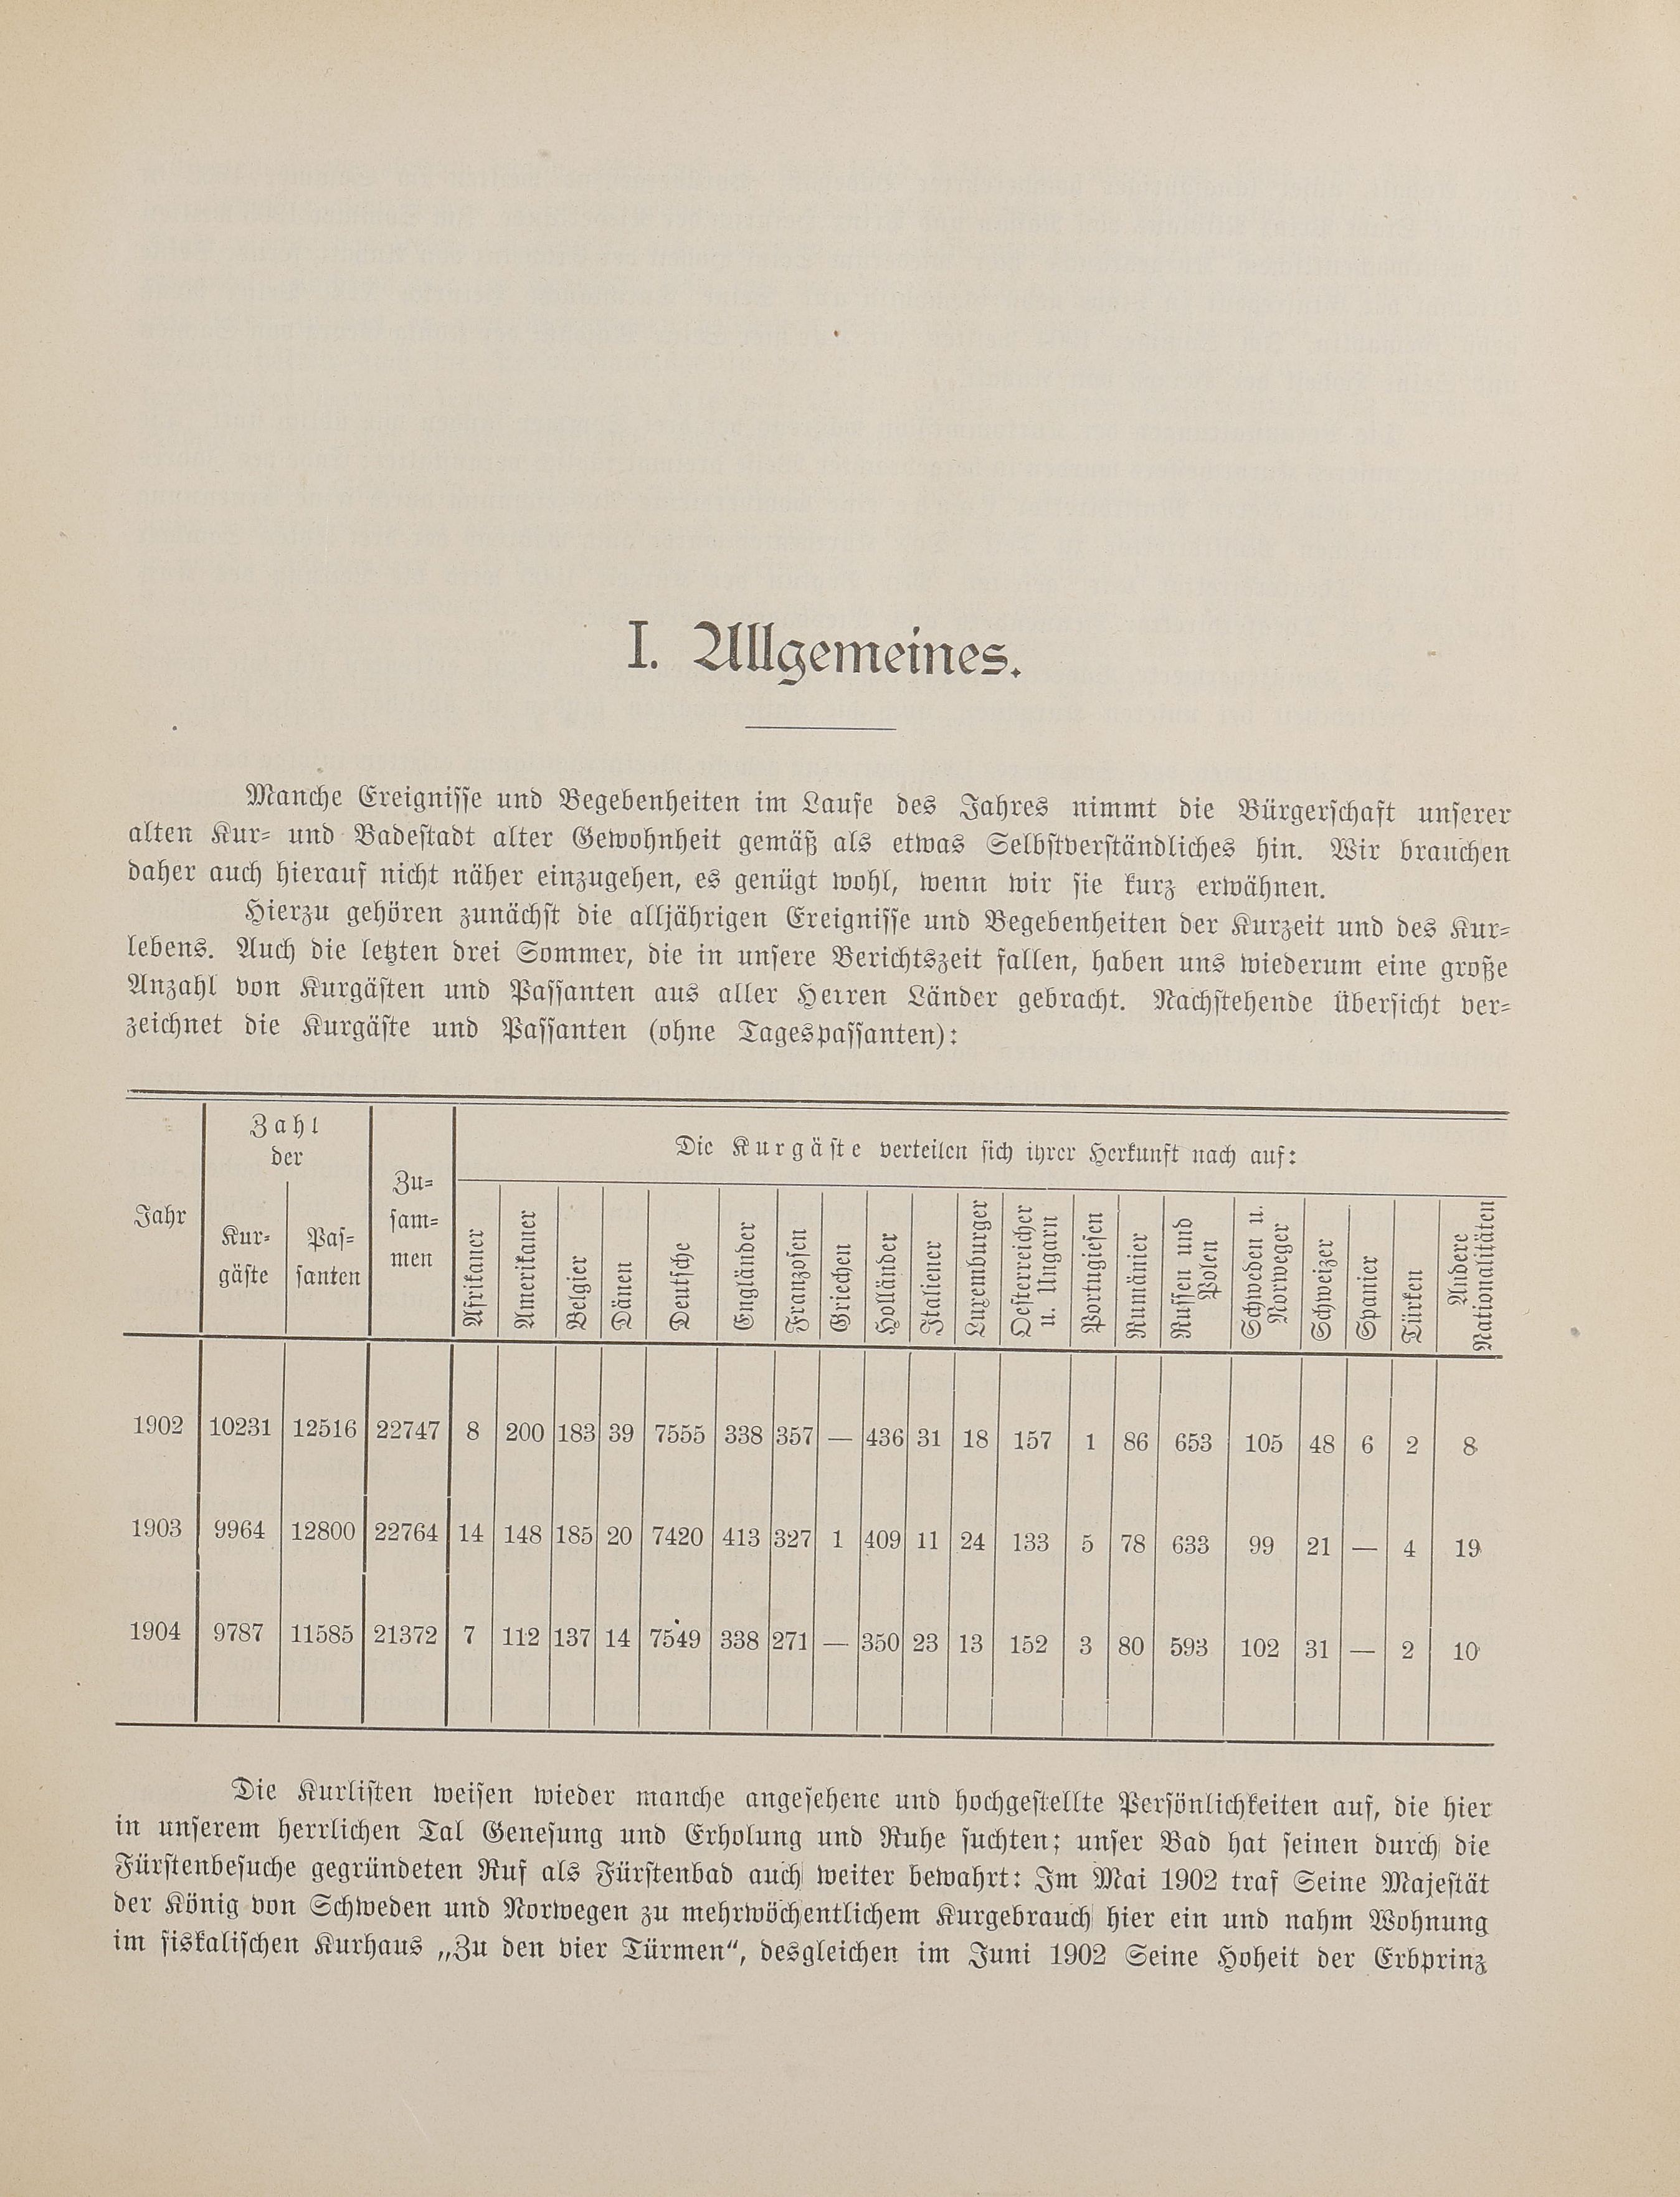 I. Allgemeines.
Manche Ereignisse und Begebenheiten im Laufe des Jahres nimmt die Bürgerschaft unserer
alten Kur- und Badestadt alter Gewohnheit gemäß als etwas Selbstverständliches hin. Wir brauchen
daher auch hierauf nicht näher einzugehen, es genügt wohl, wenn wir sie kurz erwähnen.
Hierzu gehören zunächst die alljährigen Ereignisse und Begebenheiten der Kurzeit und des Kur-
lebens. Auch die letzten drei Sommer, die in unsere Berichtszeit fallen, haben uns wiederum eine große
Anzahl von Kurgästen und Passanten aus aller Herren Länder gebracht. Nachstehende Übersicht ver-
zeichnet die Kurgäste und Passanten (ohne Tagespassanten):
Jahr
Zahl
der
Kur-
gäste
Pas-
santen
Zu-
sam-
men
Die Kurgäste verteilen sich ihrer Herkunft nach auf:
Afrikaner
Amerikaner
Belgier
Dänen
Deutsche
Engländer
Franzosen
Griechen
Holländer
Italiener
Luxemburger
Oesterreicher
u. Ungarn
Portugiesen
Rumänier
Russen und
Polen
Schweden u.
Norweger
Schweizer
Spanier
Türken
Andere
Nationalitäten
1902 10231 12516 22747 8 200 183 39 7555 338 357 — 436 31 18 157 1 86 653 105 48 6 2 8
1903 9964 12800 22764 14 148 185 20 7420 413 327 1 409 11 24 133 5 78 633 99 21 — 4 19
1904 9787 11585 21372 7 112 137 14 7549 338 271 — 350 23 13 152 3 80 593 102 31 — 2 10
Die Kurlisten weisen wieder manche angesehene und hochgestellte Persönlichkeiten auf, die hier
in unserem herrlichen Tal Genesung und Erholung und Ruhe suchten; unser Bad hat seinen durch die
Fürstenbesuche gegründeten Ruf als Fürstenbad auch weiter bewahrt: Im Mai 1902 traf Seine Majestät
der König von Schweden und Norwegen zu mehrwöchentlichem Kurgebrauch hier ein und nahm Wohnung
im fiskalischen Kurhaus „Zu den vier Türmen“, desgleichen im Juni 1902 Seine Hoheit der Erbprinz